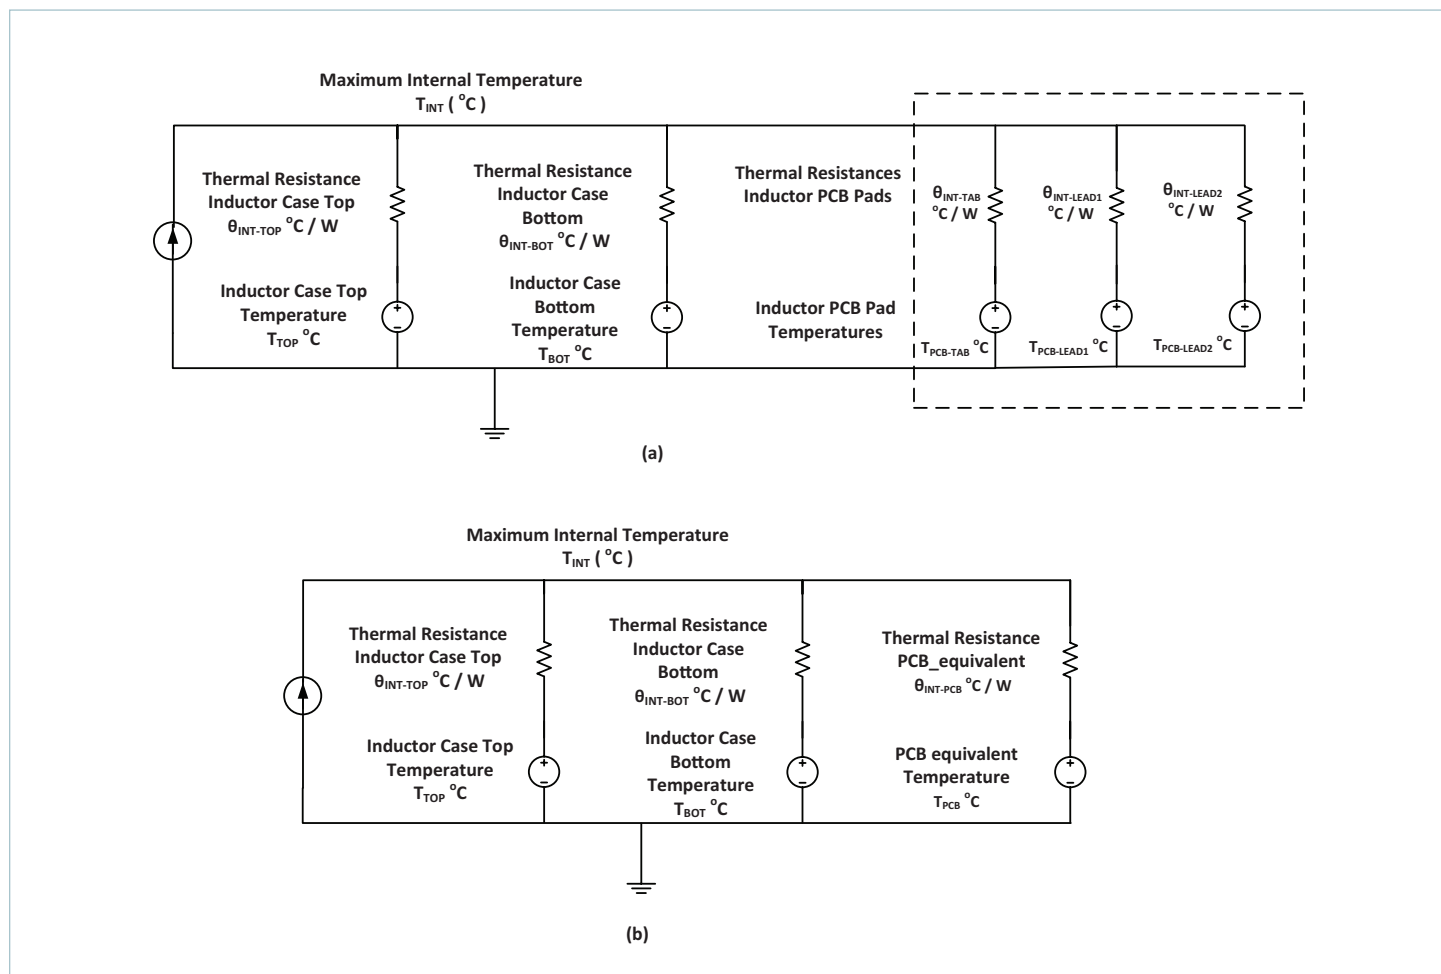 Maximum Internal Temperature
T_INT ( °C )
Thermal Resistance
Inductor Case Top
θ_INT-TOP °C / W
Inductor Case Top
Temperature
T_TOP °C
Thermal Resistance
Inductor Case
Bottom
θ_INT-BOT °C / W
Inductor Case
Bottom
Temperature
T_BOT °C
Thermal Resistances
Inductor PCB Pads
Inductor PCB Pad
Temperatures
θ_INT-TAB
°C / W
θ_INT-LEAD1
°C / W
θ_INT-LEAD2
°C / W
T_PCB-TAB °C
T_PCB-LEAD1 °C
T_PCB-LEAD2 °C
+
−
+
−
+
−
+
−
+
−
(a)
Maximum Internal Temperature
T_INT ( °C )
Thermal Resistance
Inductor Case Top
θ_INT-TOP °C / W
Inductor Case Top
Temperature
T_TOP °C
Thermal Resistance
Inductor Case
Bottom
θ_INT-BOT °C / W
Inductor Case
Bottom
Temperature
T_BOT °C
Thermal Resistance
PCB_equivalent
θ_INT-PCB °C / W
PCB equivalent
Temperature
T_PCB °C
+
−
+
−
+
−
(b)